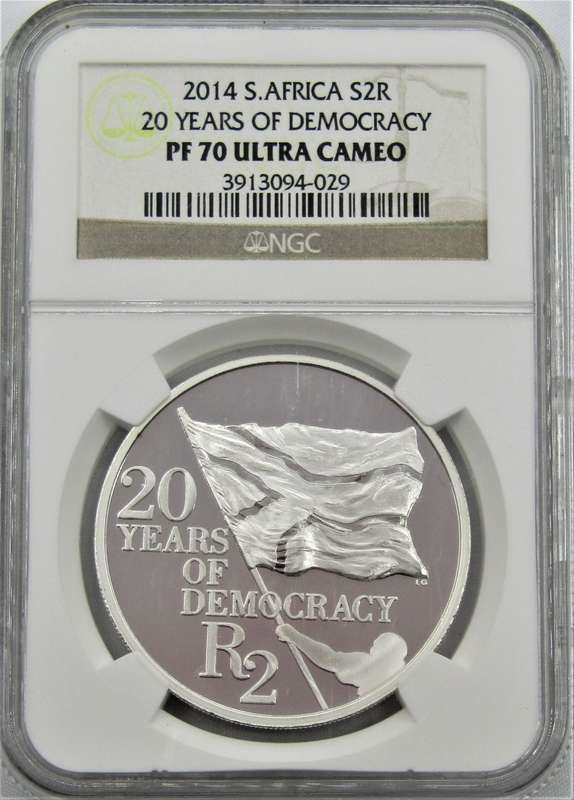 2014 S.AFRICA S2R
20 YEARS OF DEMOCRACY
PF 70 ULTRA CAMEO
3913094-029
NGC
20
YEARS
OF
DEMOCRACY
R2
LG